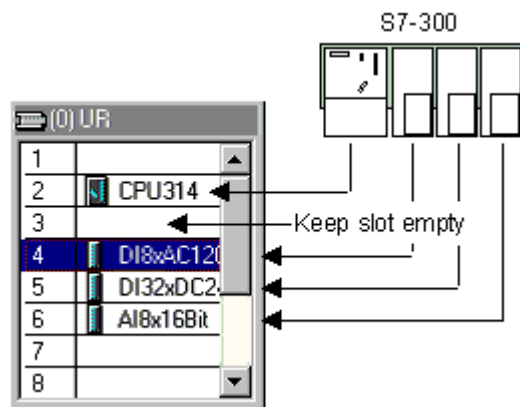 S7-300
(0) UR
1
2 CPU314
3 Keep slot empty
4 DI8xAC120
5 DI32xDC24
6 AI8x16Bit
7
8